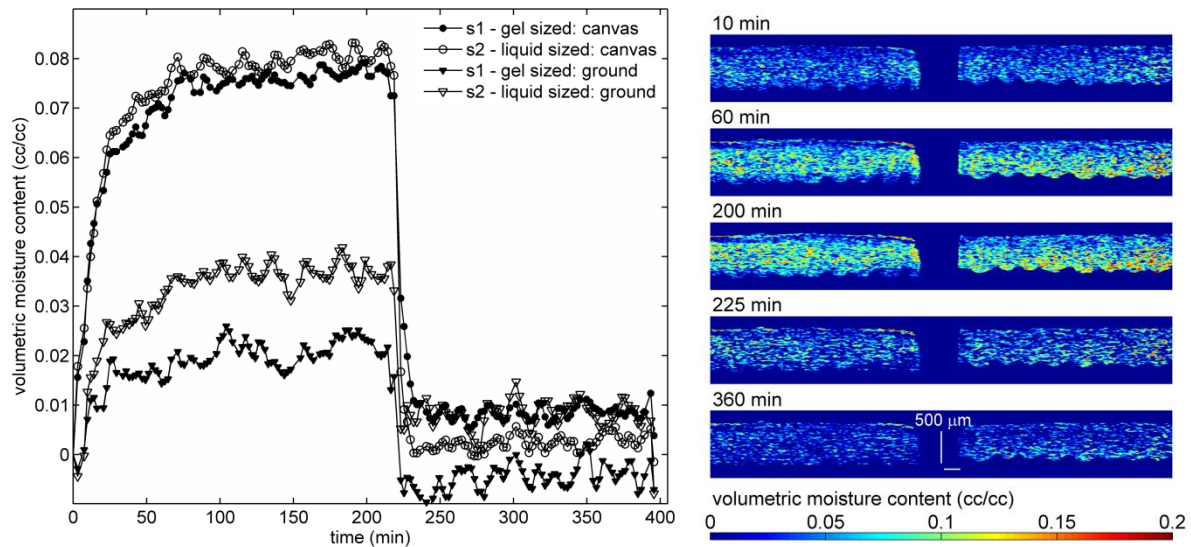 volumetric moisture content (cc/cc)
0.08
0.07
0.06
0.05
0.04
0.03
0.02
0.01
0
0 50 100 150 200 250 300 350 400
time (min)
s1 - gel sized: canvas
s2 - liquid sized: canvas
s1 - gel sized: ground
s2 - liquid sized: ground
10 min
60 min
200 min
225 min
360 min
500 μm
volumetric moisture content (cc/cc)
0 0.05 0.1 0.15 0.2